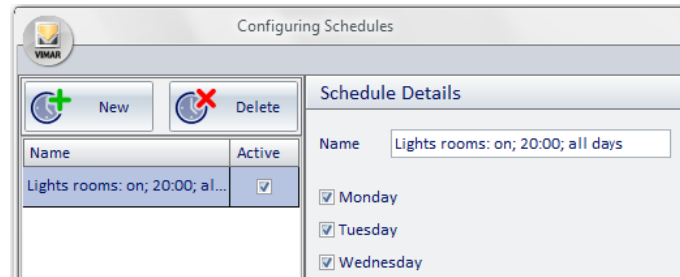 Configuring Schedules
VIMAR
New
Delete
Schedule Details
Name
Active
Lights rooms: on; 20:00; al...
Name
Lights rooms: on; 20:00; all days
Monday
Tuesday
Wednesday